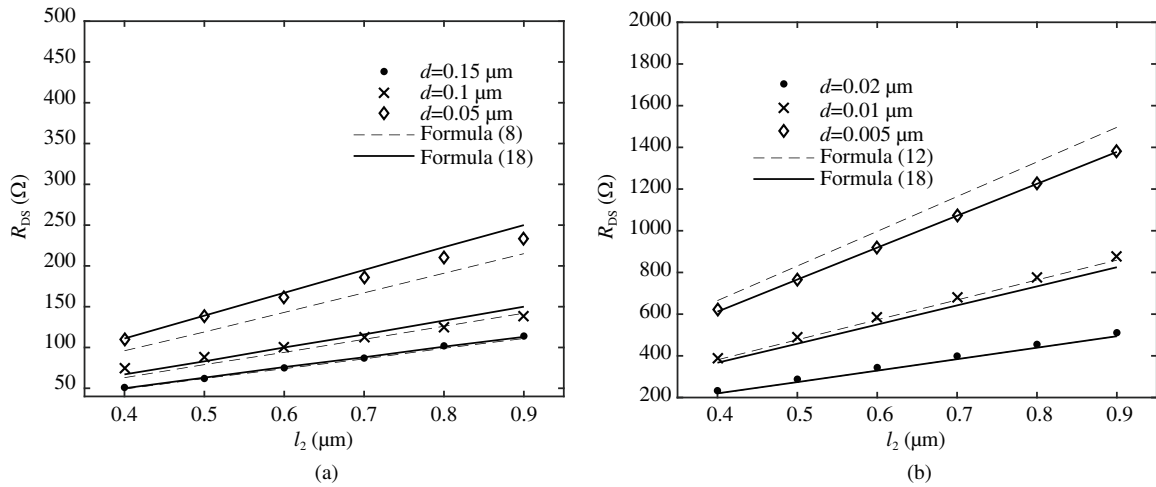 500
450
400
350
300
250
200
150
100
50
R_DS (Ω)
d=0.15 μm
d=0.1 μm
d=0.05 μm
Formula (8)
Formula (18)
0.4 0.5 0.6 0.7 0.8 0.9
l_2 (μm)
(a)
2000
1800
1600
1400
1200
1000
800
600
400
200
R_DS (Ω)
d=0.02 μm
d=0.01 μm
d=0.005 μm
Formula (12)
Formula (18)
0.4 0.5 0.6 0.7 0.8 0.9
l_2 (μm)
(b)